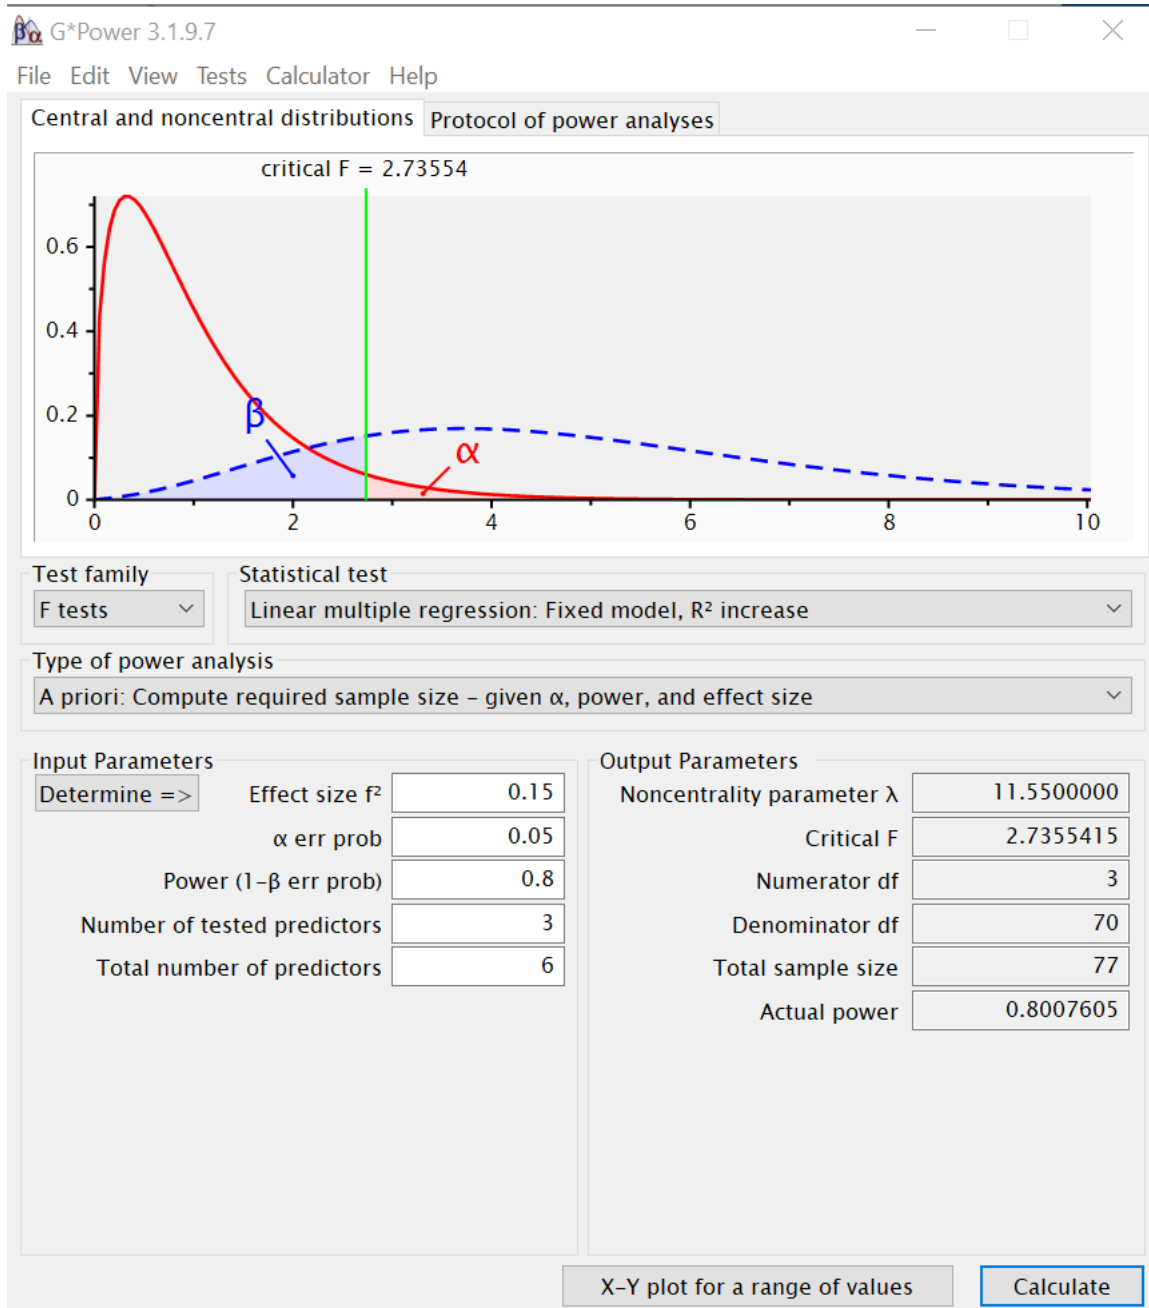 βα G*Power 3.1.9.7
File Edit View Tests Calculator Help
Central and noncentral distributions Protocol of power analyses
critical F = 2.73554
0.6
0.4
0.2
β
α
0
0 2 4 6 8 10
Test family Statistical test
F tests Linear multiple regression: Fixed model, R² increase
Type of power analysis
A priori: Compute required sample size – given α, power, and effect size
Input Parameters Output Parameters
Determine => Effect size f² 0.15 Noncentrality parameter λ 11.5500000
α err prob 0.05 Critical F 2.7355415
Power (1–β err prob) 0.8 Numerator df 3
Number of tested predictors 3 Denominator df 70
Total number of predictors 6 Total sample size 77
Actual power 0.8007605
X–Y plot for a range of values Calculate